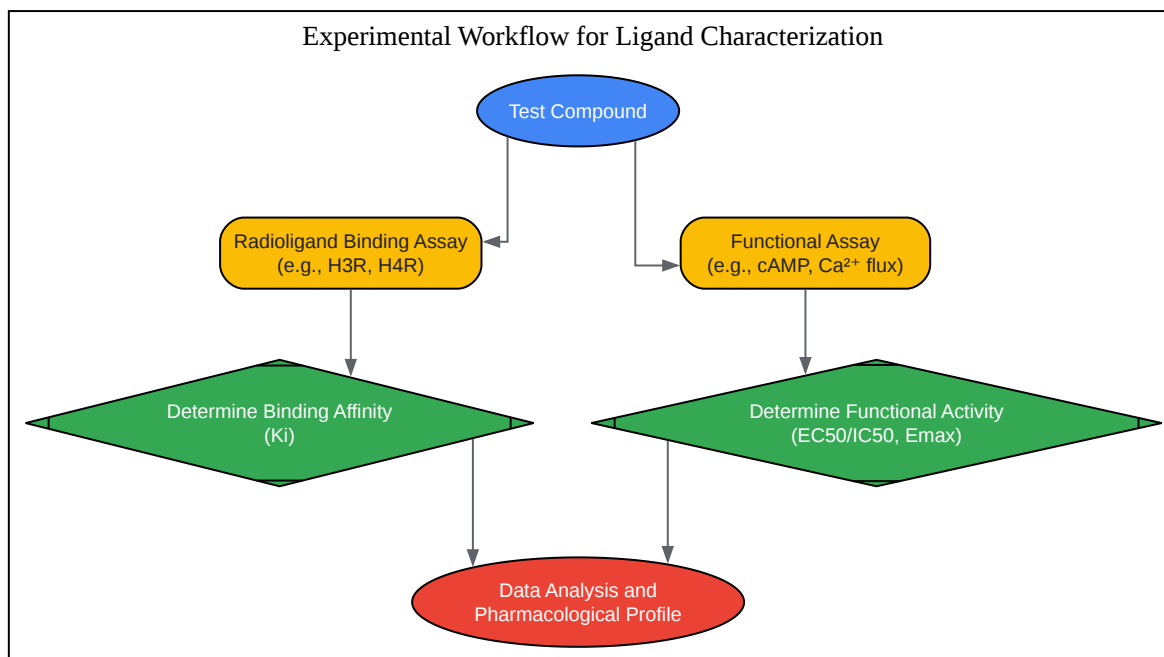 Experimental Workflow for Ligand Characterization
Test Compound
Radioligand Binding Assay
(e.g., H3R, H4R)
Functional Assay
(e.g., cAMP, Ca²⁺ flux)
Determine Binding Affinity
(Ki)
Determine Functional Activity
(EC50/IC50, Emax)
Data Analysis and
Pharmacological Profile